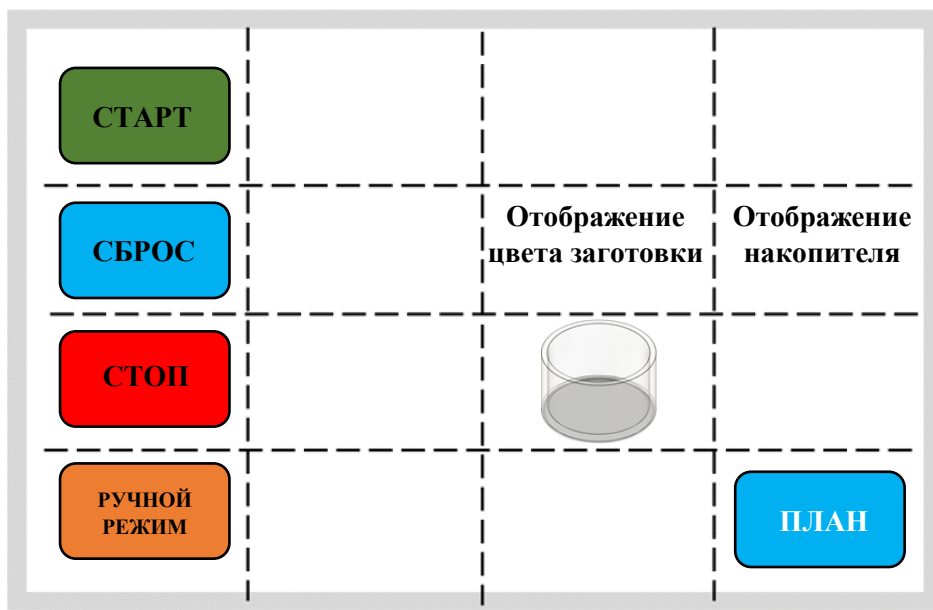 СТАРТ
СБРОС
Отображение
цвета заготовки
Отображение
накопителя
СТОП
РУЧНОЙ
РЕЖИМ
ПЛАН